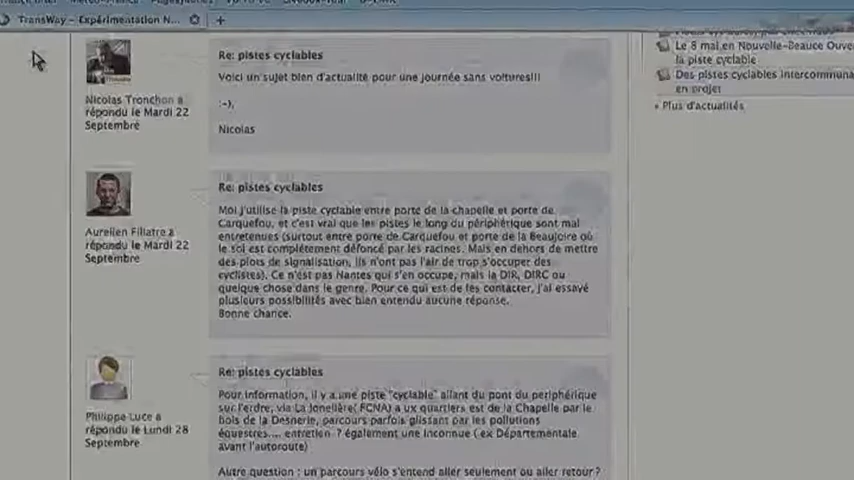 TransWay – Expérimentation N...
Re: pistes cyclables
Voici un sujet bien d'actualité pour une journée sans voitures!!!
:-),
Nicolas
Nicolas Tronchon a
répondu le Mardi 22
Septembre
Re: pistes cyclables
Moi j'utilise la piste cyclable entre porte de la chapelle et porte de
Carquefou, et c'est vrai que les pistes le long du périphérique sont mal
entretenues (surtout entre porte de Carquefou et porte de la Beaujoire où
le sol est complètement défoncé par les racines. Mais en dehors de mettre
des plots de signalisation, ils n'ont pas l'air de trop s'occuper des
cyclistes). Ce n'est pas Nantes qui s'en occupe, mais la DIR, DIRC ou
quelque chose dans le genre. Pour ce qui est de les contacter, j'ai essayé
plusieurs possibilités avec bien entendu aucune réponse.
Bonne chance.
Aurelien Filiatre a
répondu le Mardi 22
Septembre
Re: pistes cyclables
Pour information, il y a une piste "cyclable" allant du pont du periphérique
sur l'erdre, via La Jonelière( FCNA) a ux quartiers est de la Chapelle par le
bois de la Desnerie, parcours parfois glissant par les pollutions
équestres.... entretien ? également une inconnue ( ex Départementale
avant l'autoroute)
Autre question : un parcours vélo s'entend aller seulement ou aller retour ?
Philippe Luce a
répondu le Lundi 28
Septembre
Le 8 mai en Nouvelle-Beauce Ouver
la piste cyclable
Des pistes cyclables intercommuna
en projet
Plus d'actualités